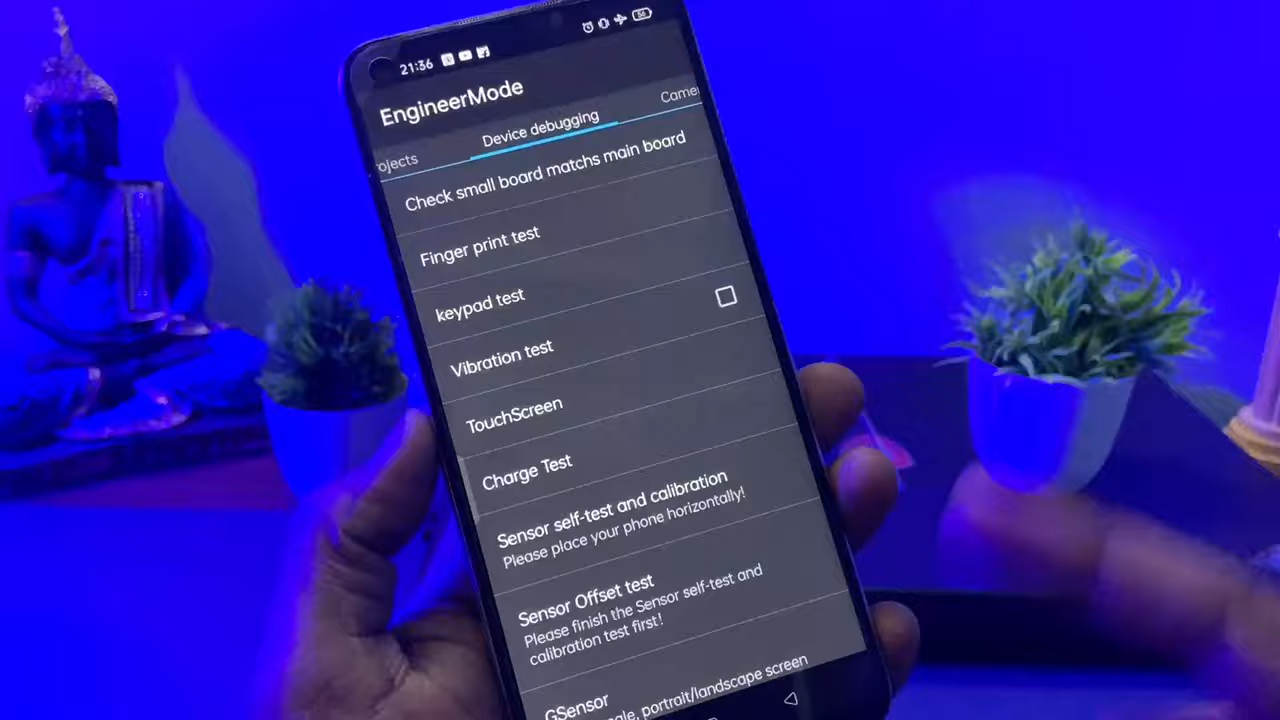 21:36
56
EngineerMode
ojects
Device debugging
Came
Check small board matchs main board
Finger print test
keypad test
Vibration test
TouchScreen
Charge Test
Sensor self-test and calibration
Please place your phone horizontally!
Sensor Offset test
Please finish the Sensor self-test and
calibration test first!
GSensor
ale, portrait/landscape screen